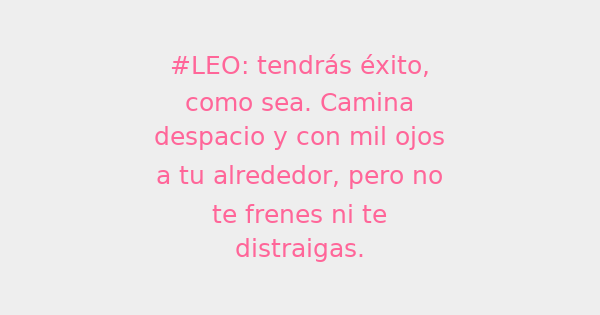 #LEO: tendrás éxito,
como sea. Camina
despacio y con mil ojos
a tu alrededor, pero no
te frenes ni te
distraigas.